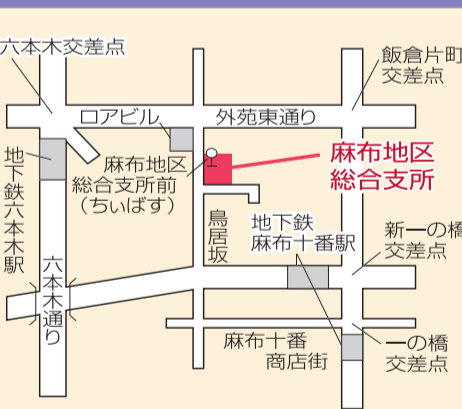 六本木交差点
飯倉片町
交差点
ロアビル
外苑東通り
地下鉄六本木駅
麻布地区
総合支所前
（ちぃばす）
麻布地区
総合支所
鳥居坂
地下鉄
麻布十番駅
新一の橋
交差点
六本木通り
麻布十番
商店街
一の橋
交差点